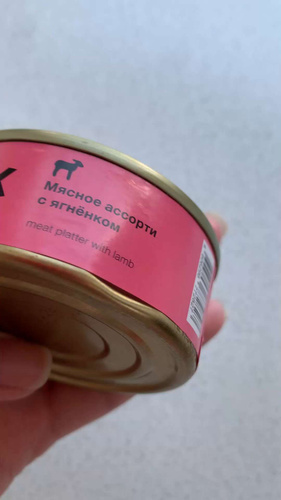 Мясное ассорти
с ягнёнком
meat platter with lamb